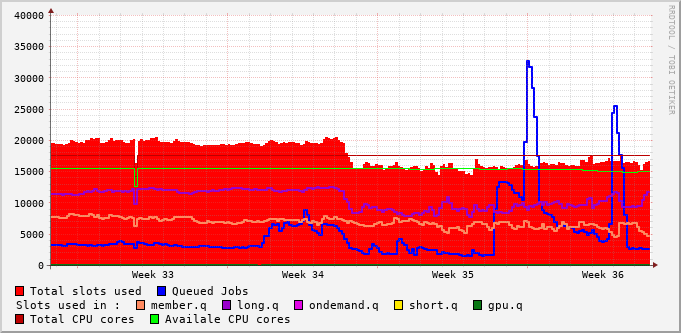 40000
35000
30000
25000
20000
15000
10000
5000
0
Week 33 Week 34 Week 35 Week 36
Total slots used Queued Jobs
Slots used in : member.q long.q ondemand.q short.q gpu.q
Total CPU cores Availale CPU cores
RRDTOOL / TOBI OETIKER